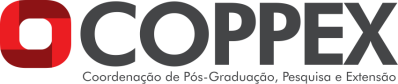 COPPEX
Coordenação de Pós-Graduação, Pesquisa e Extensão